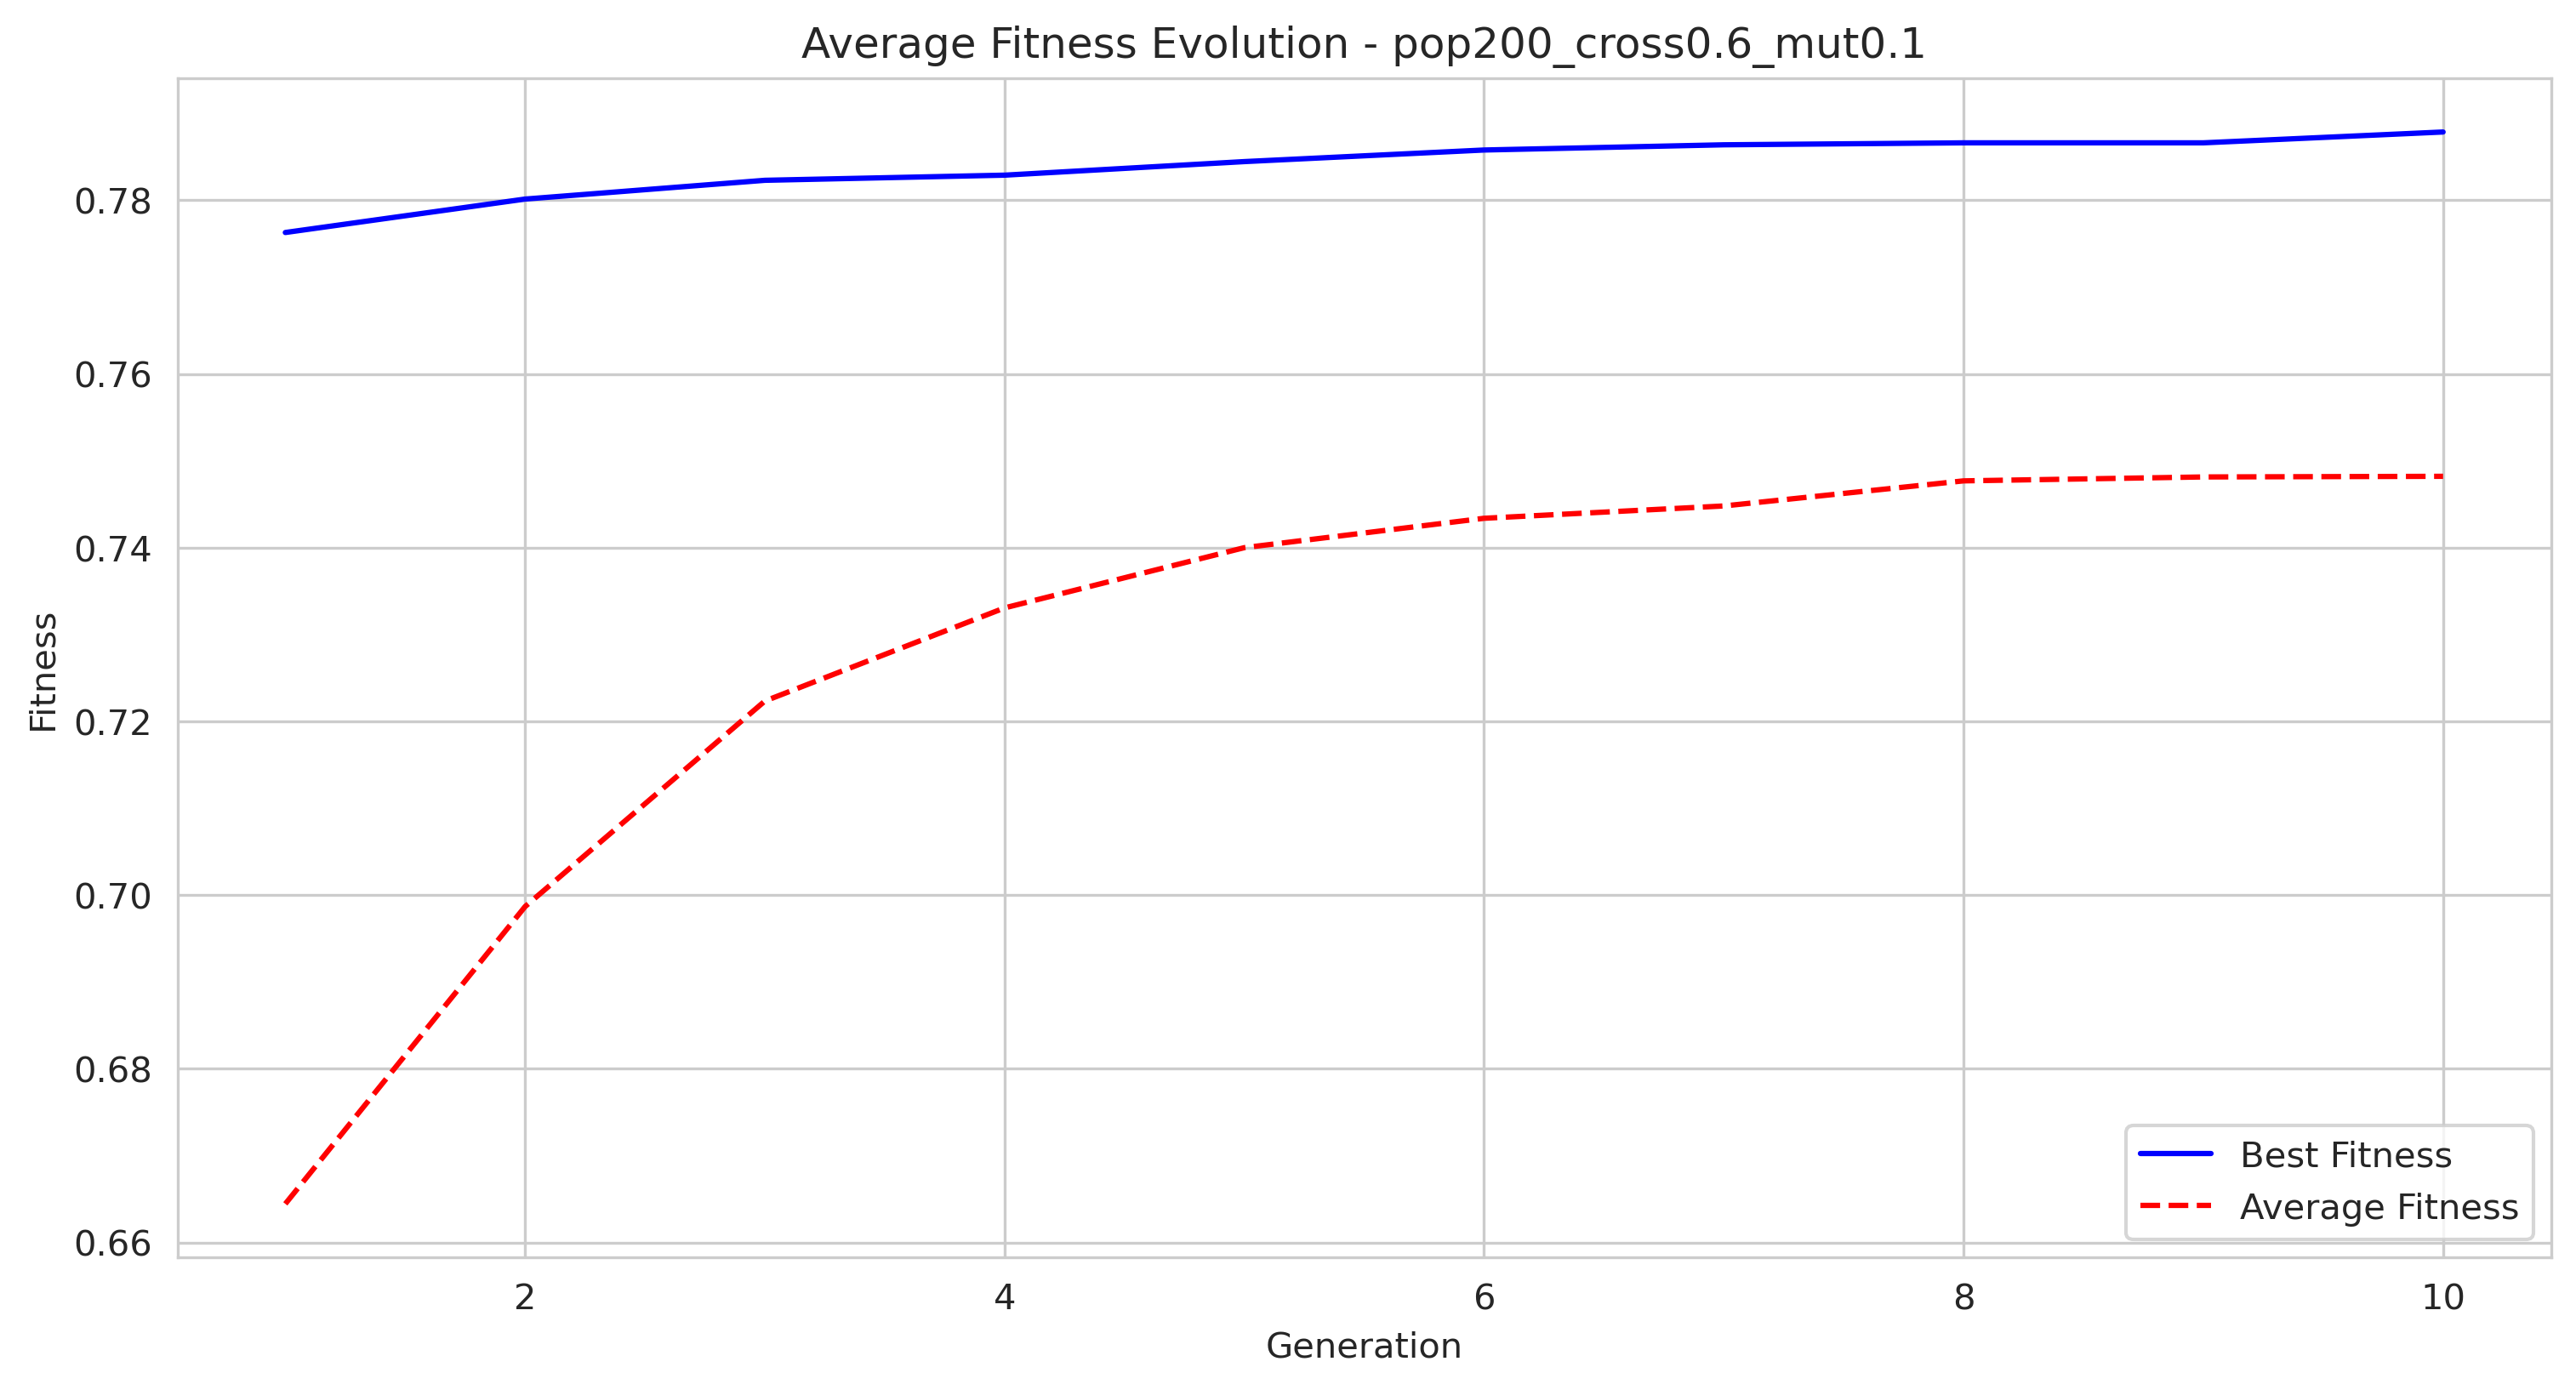 Average Fitness Evolution - pop200_cross0.6_mut0.1
0.78
0.76
0.74
0.72
0.70
0.68
0.66
Fitness
2 4 6 8 10
Generation
Best Fitness
Average Fitness